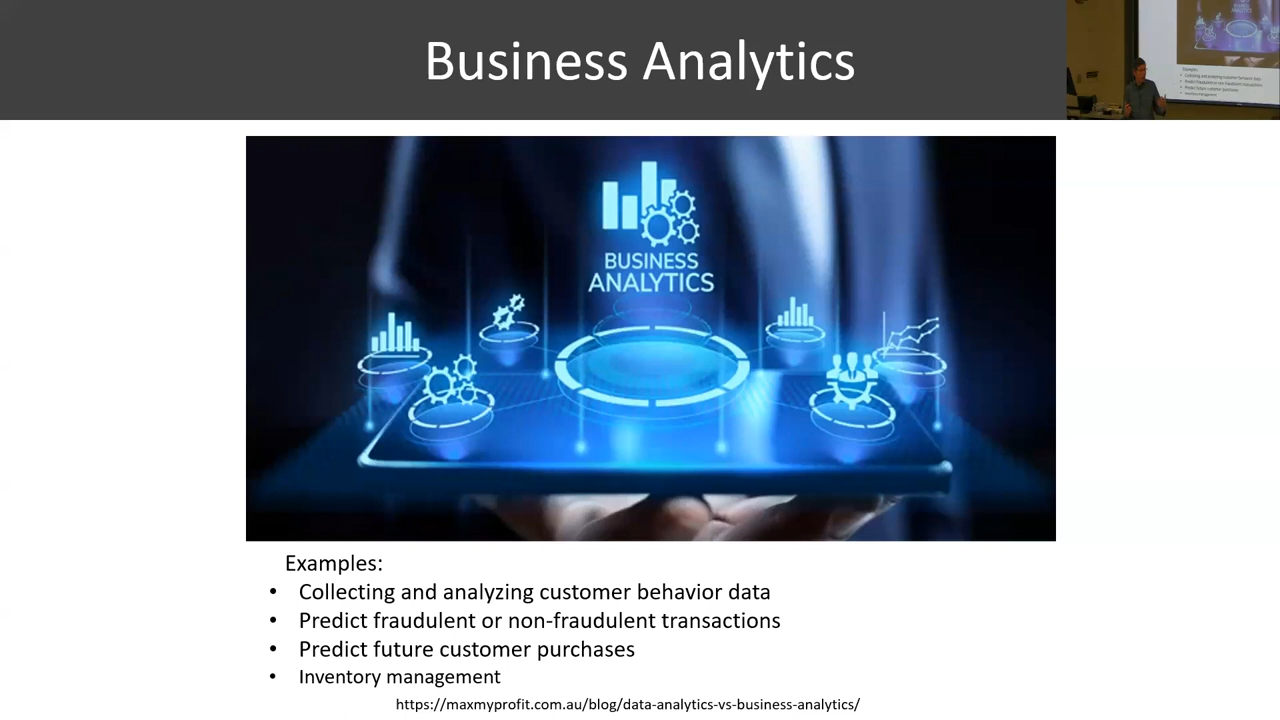 Business Analytics
BUSINESS
ANALYTICS
Examples:
• Collecting and analyzing customer behavior data
• Predict fraudulent or non-fraudulent transactions
• Predict future customer purchases
• Inventory management
https://maxmyprofit.com.au/blog/data-analytics-vs-business-analytics/